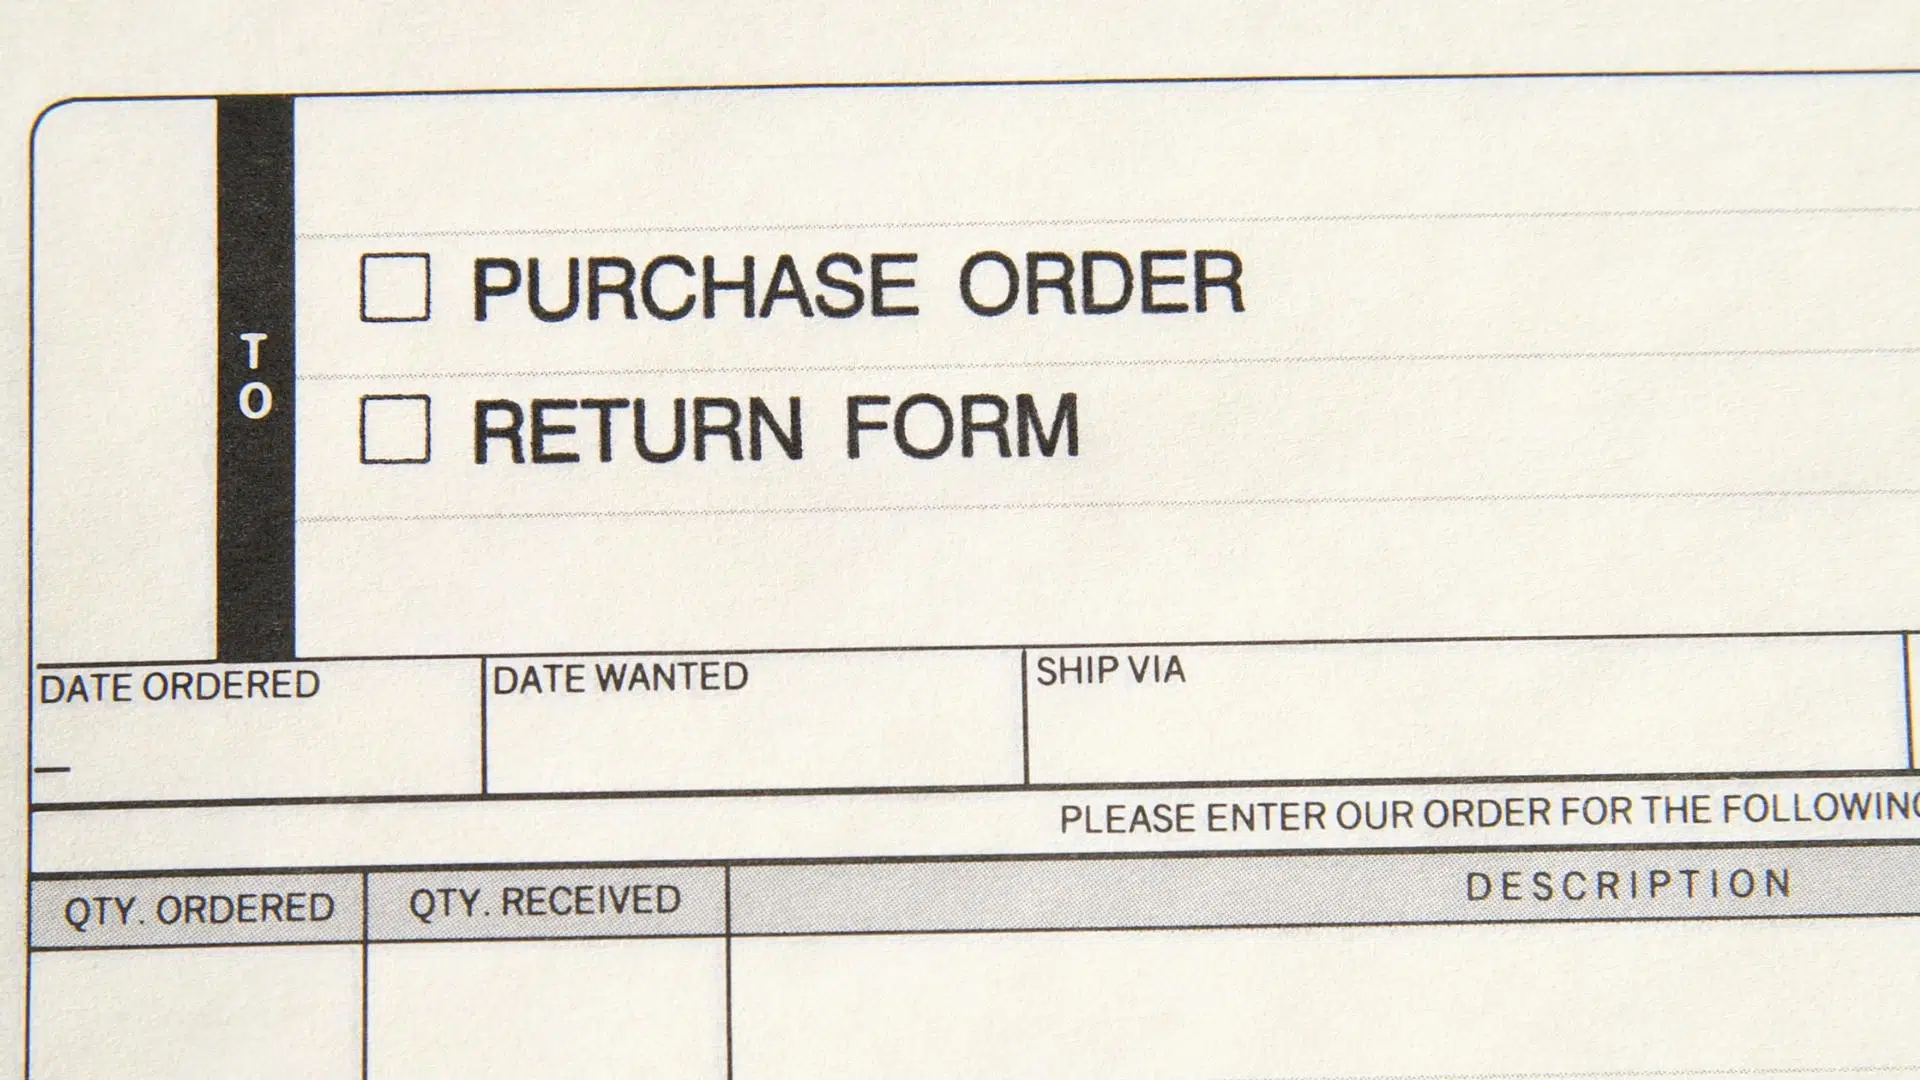 PURCHASE ORDER
T
O
RETURN FORM
DATE ORDERED
DATE WANTED
SHIP VIA
PLEASE ENTER OUR ORDER FOR THE FOLLOWING
QTY. ORDERED
QTY. RECEIVED
DESCRIPTION